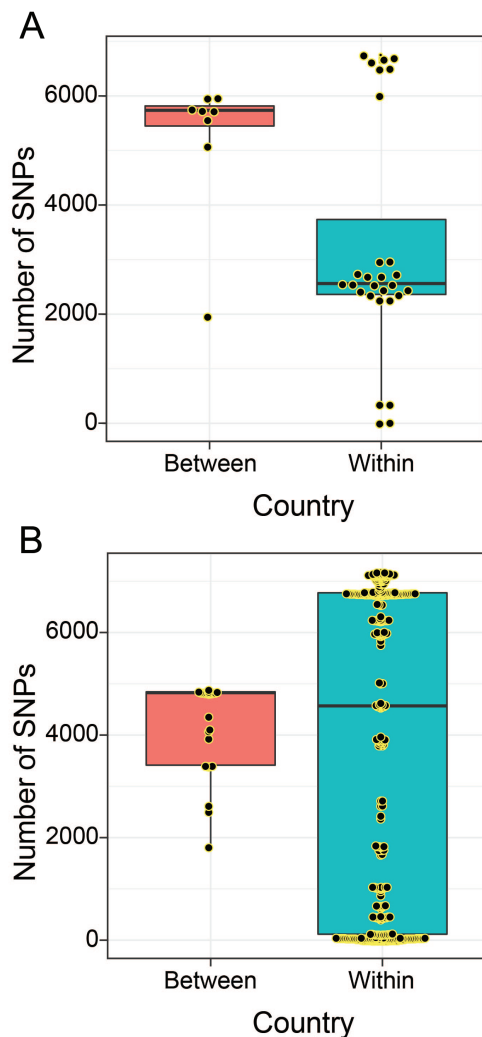 A
Number of SNPs
6000
4000
2000
0
Between Within
Country
B
Number of SNPs
6000
4000
2000
0
Between Within
Country